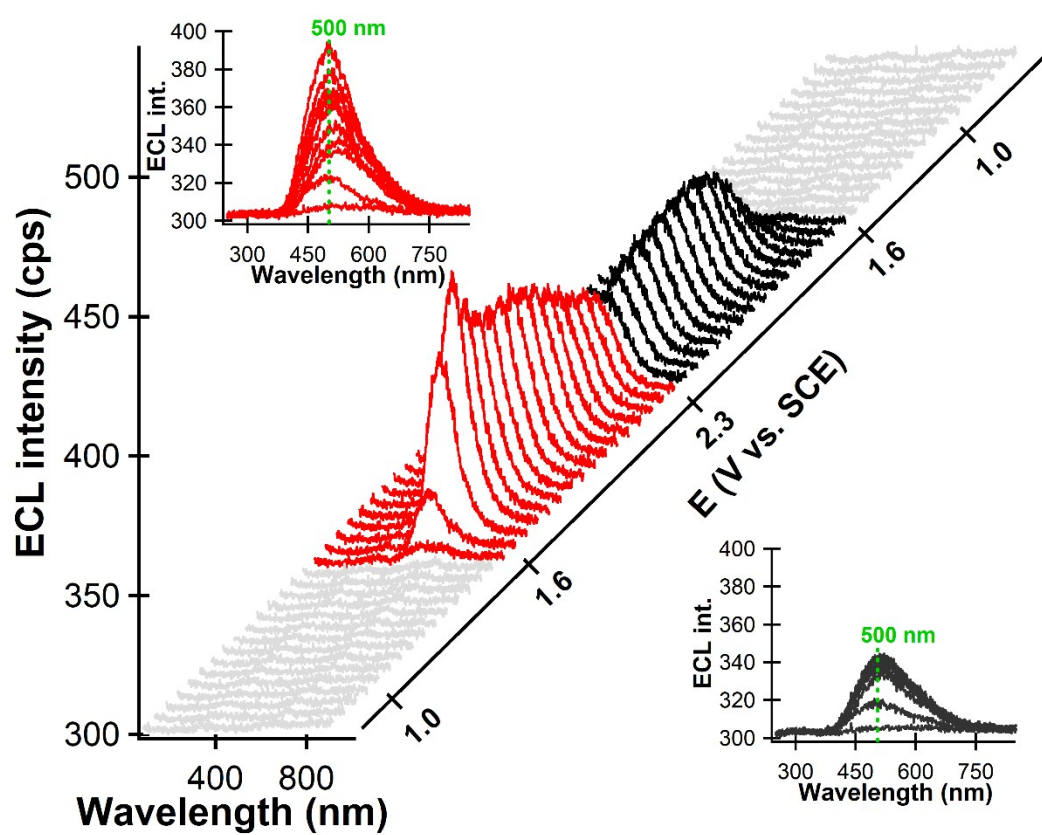 400
500 nm
380
360
340
320
300
ECL int.
300 450 600 750
Wavelength (nm)
500
450
400
350
300
ECL intensity (cps)
400 800
Wavelength (nm)
1.0
1.6
2.3
1.6
1.0
E (V vs. SCE)
400
380
360
500 nm
340
320
300
ECL int.
300 450 600 750
Wavelength (nm)